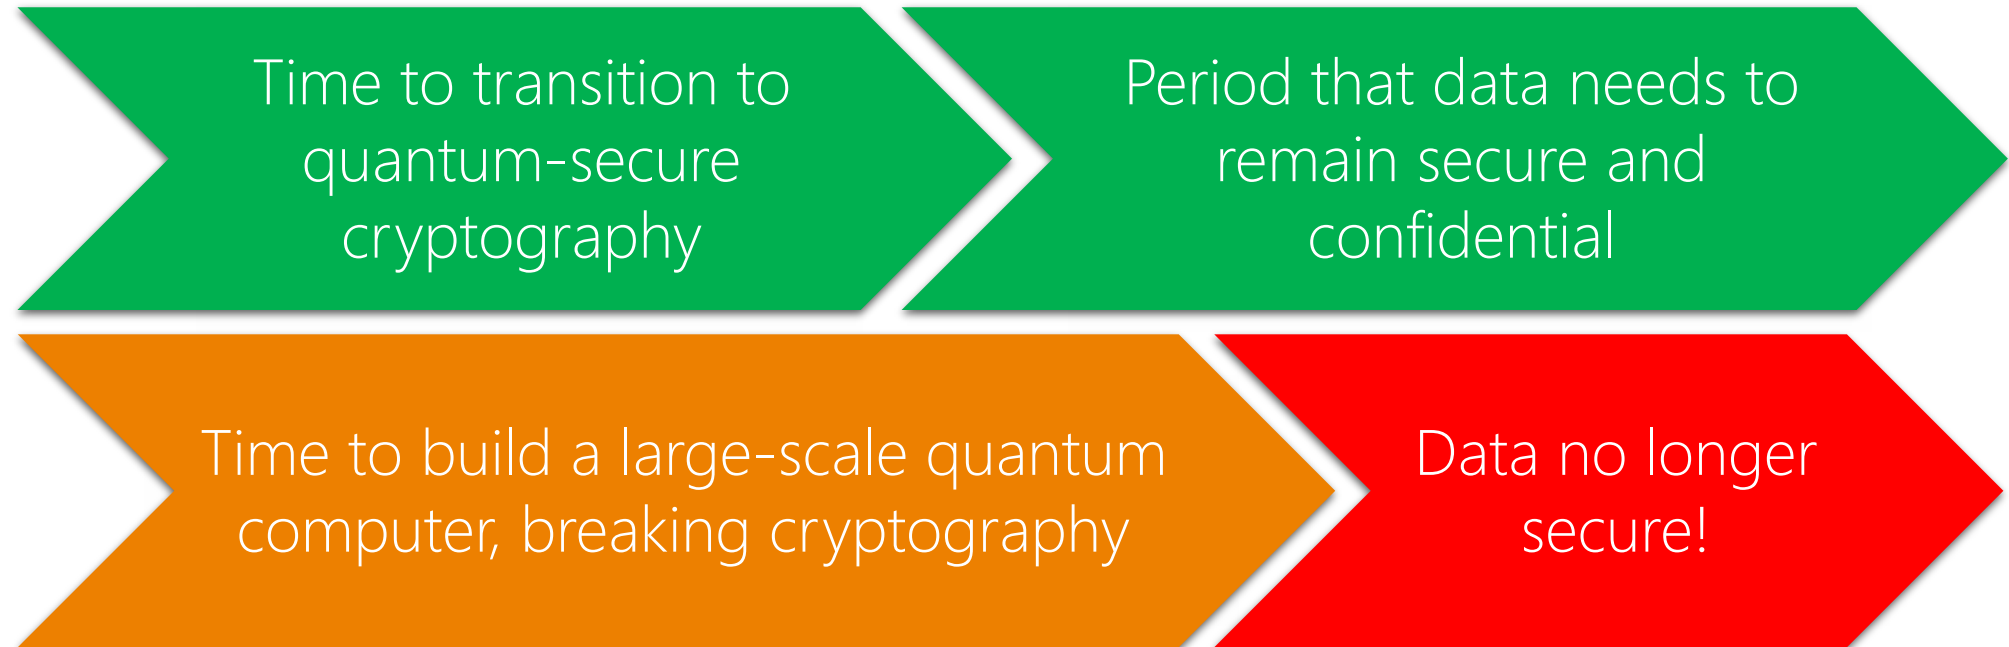 Time to transition to
quantum-secure
cryptography
Period that data needs to
remain secure and
confidential
Time to build a large-scale quantum
computer, breaking cryptography
Data no longer
secure!